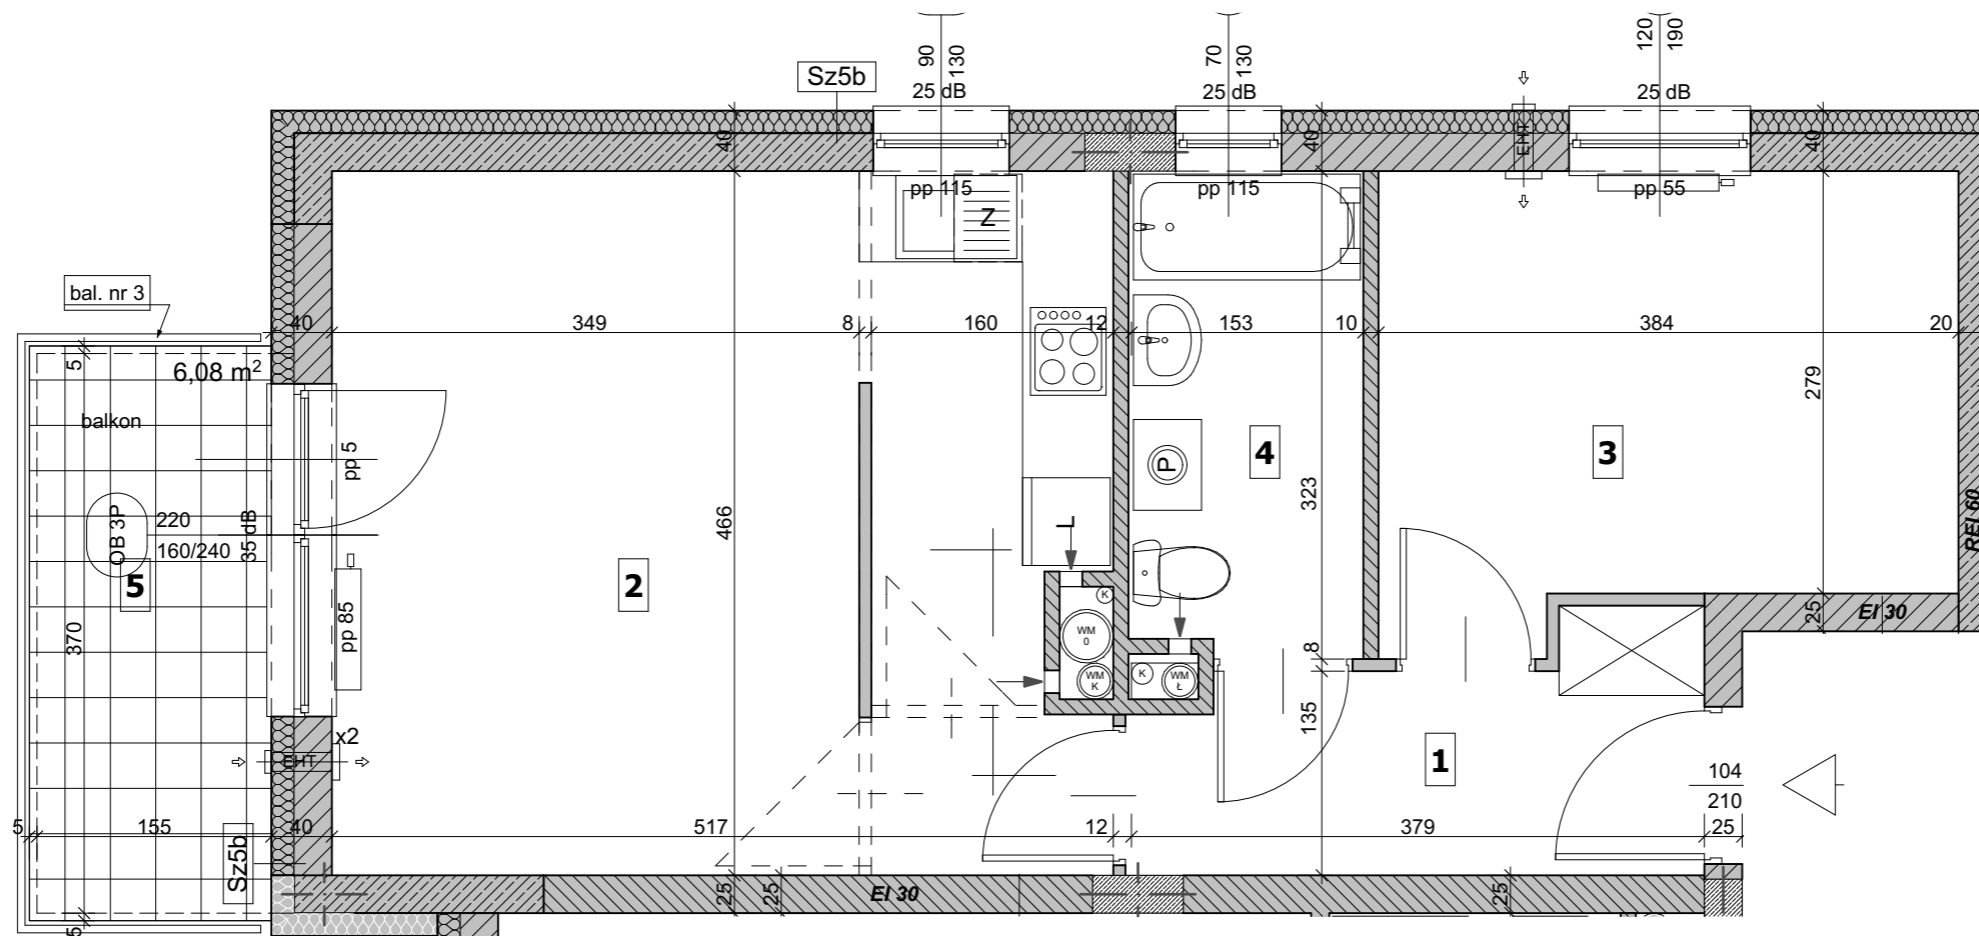 90
130
25 dB
70
130
25 dB
120
190
25 dB
Sz5b
40
40
EHT
40
pp 115
Z
pp 115
pp 55
bal. nr 3
40
349
8
160
12
153
10
384
20
5
6,08 m²
balkon
pp 5
279
4
3
P
466
323
OB 3P
220
160/240
35 dB
5
2
L
REI 60
370
pp 85
K
WM
0
WM
K
K
WM
Ł
8
25
EI 30
135
x2
EHT
1
104
210
5
155
40
517
12
379
25
Sz5b
25
25
EI 30
25
5